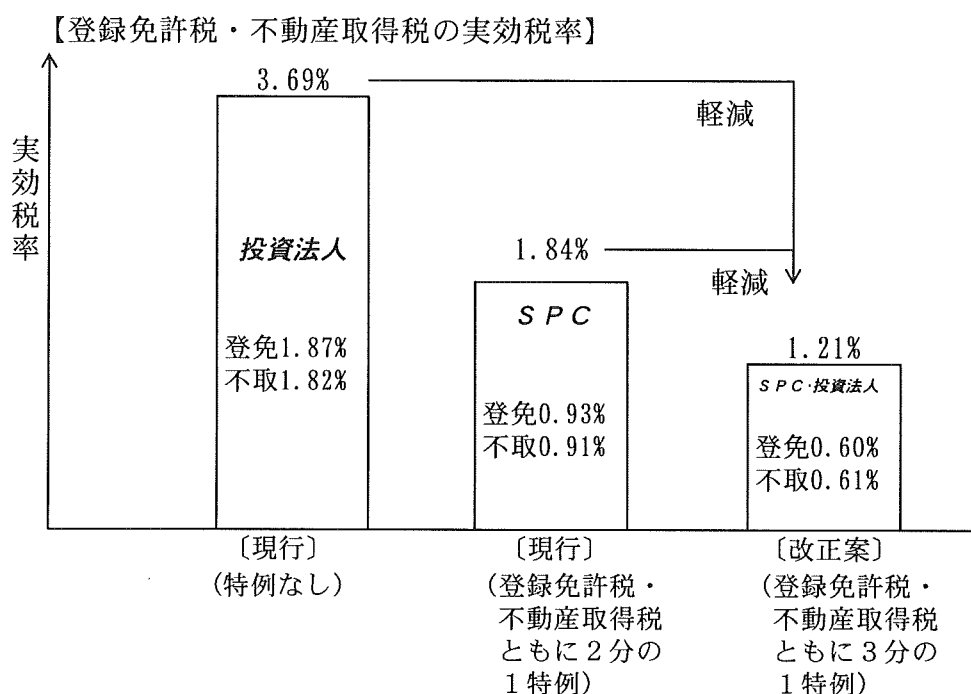 【登録免許税・不動産取得税の実効税率】
実効税率
3.69%
軽減
投資法人
登免1.87%
不取1.82%
1.84%
軽減
SPC
登免0.93%
不取0.91%
1.21%
SPC・投資法人
登免0.60%
不取0.61%
〔現行〕
(特例なし)
〔現行〕
(登録免許税・
不動産取得税
ともに2分の
1特例)
〔改正案〕
(登録免許税・
不動産取得税
ともに3分の
1特例)